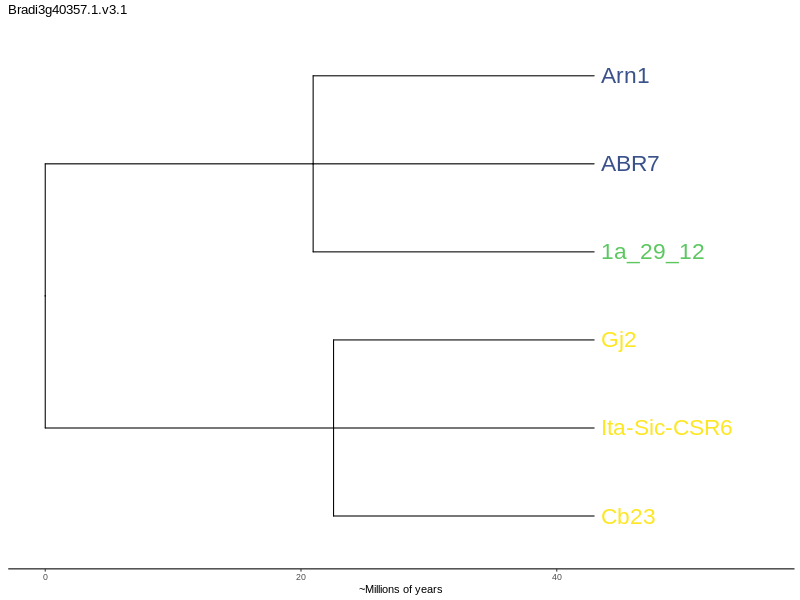 Bradi3g40357.1.v3.1
Arn1
ABR7
1a_29_12
Gj2
Ita-Sic-CSR6
Cb23
0 20 40
~Millions of years